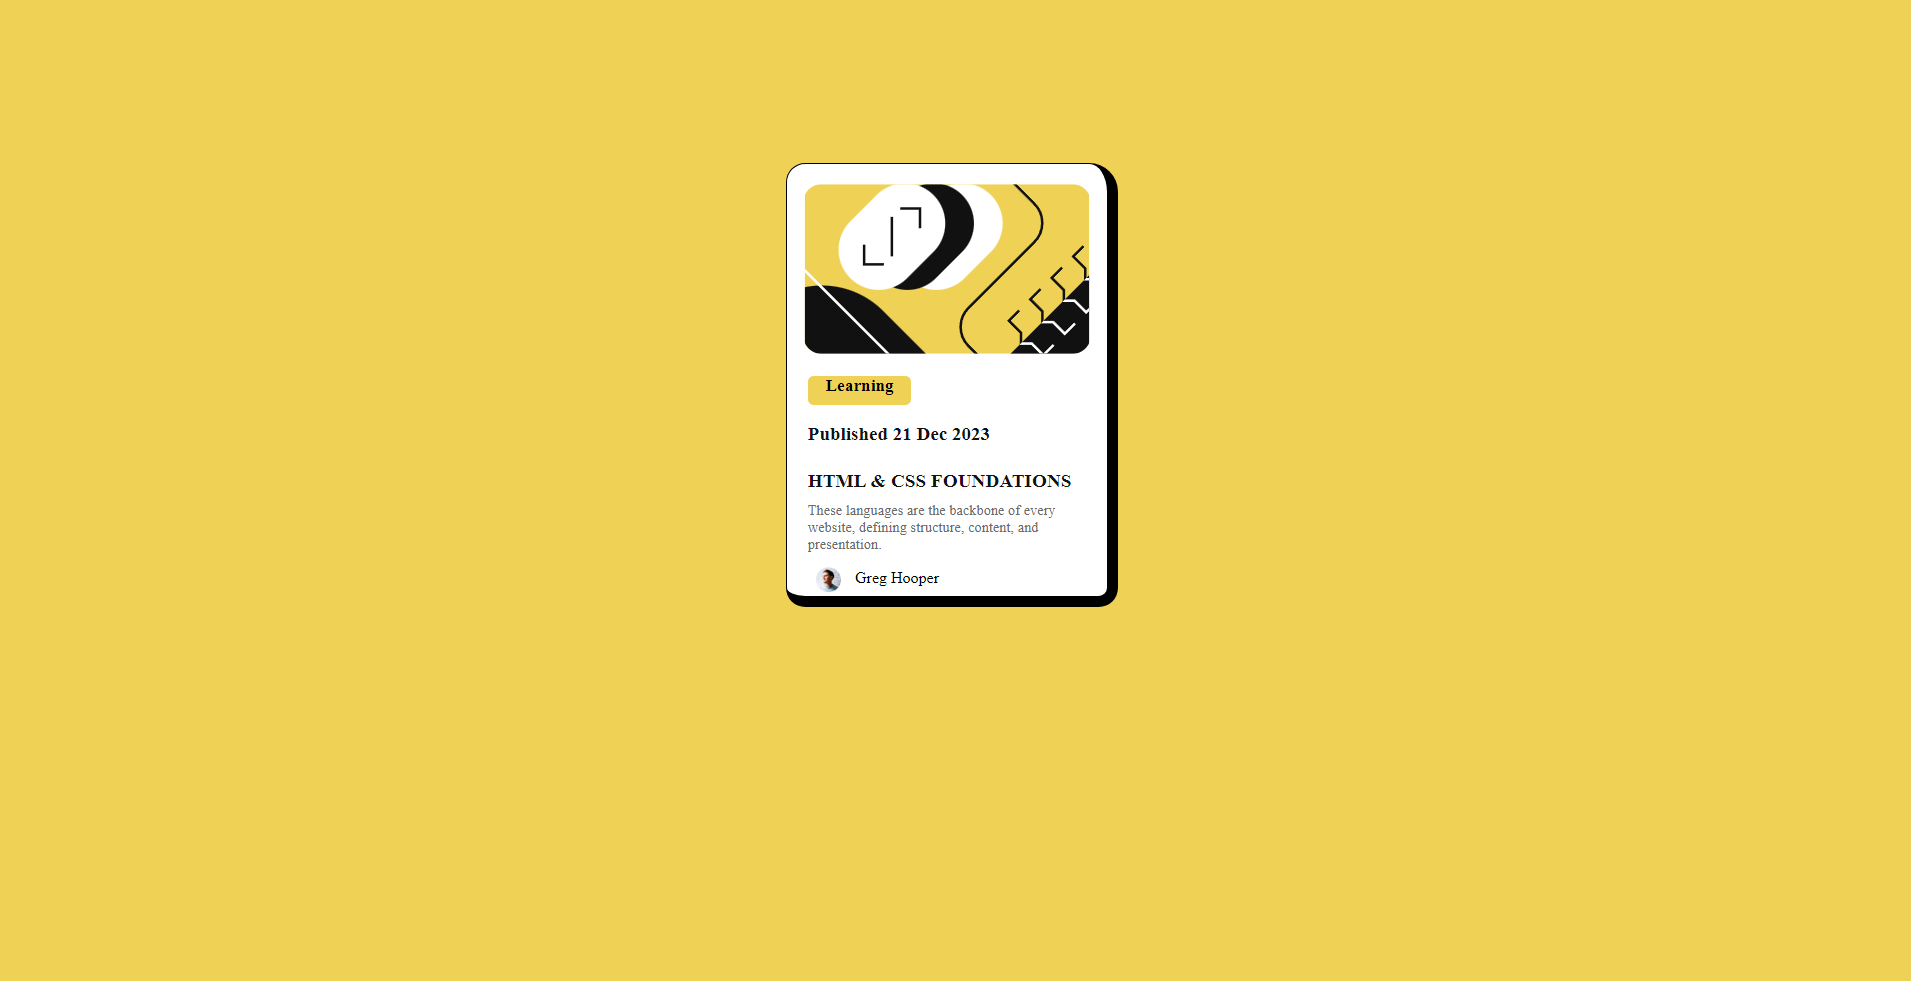 Learning
Published 21 Dec 2023
HTML & CSS FOUNDATIONS
These languages are the backbone of every
website, defining structure, content, and
presentation.
Greg Hooper